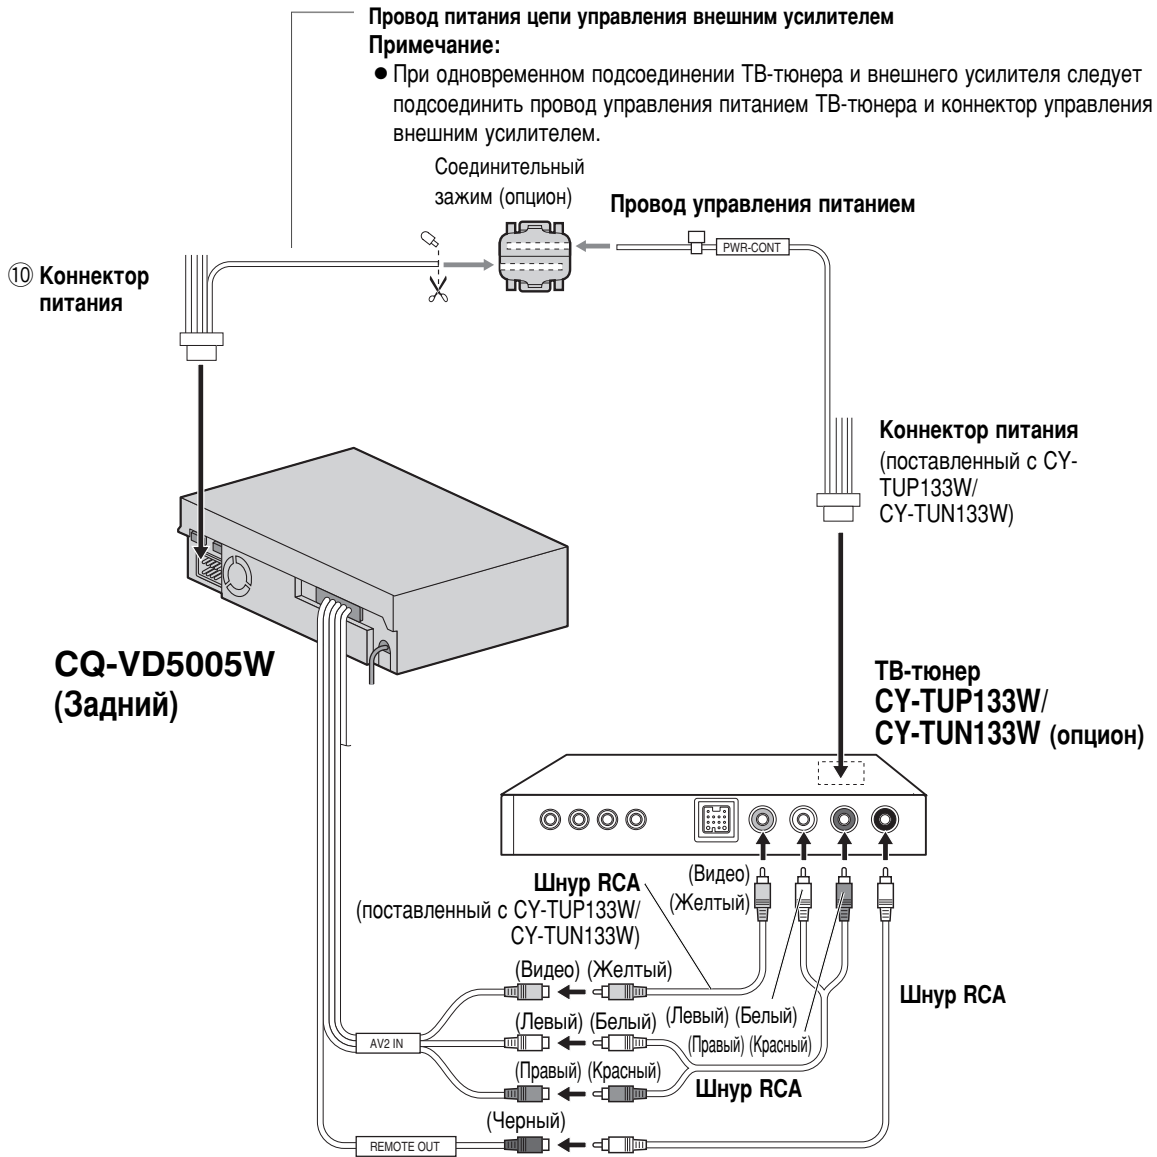 Провод питания цепи управления внешним усилителем
Примечание:
● При одновременном подсоединении ТВ-тюнера и внешнего усилителя следует
подсоединить провод управления питанием ТВ-тюнера и коннектор управления
внешним усилителем.
Соединительный
зажим (опцион)
Провод управления питанием
PWR-CONT
⑩ Коннектор
питания
Коннектор питания
(поставленный с CY-
TUP133W/
CY-TUN133W)
CQ-VD5005W
(Задний)
ТВ-тюнер
CY-TUP133W/
CY-TUN133W (опцион)
Шнур RCA
(поставленный с CY-TUP133W/
CY-TUN133W)
(Видео)
(Желтый)
(Видео) (Желтый)
Шнур RCA
(Левый) (Белый)
(Левый) (Белый)
AV2 IN
(Правый) (Красный)
(Правый) (Красный)
Шнур RCA
(Черный)
REMOTE OUT